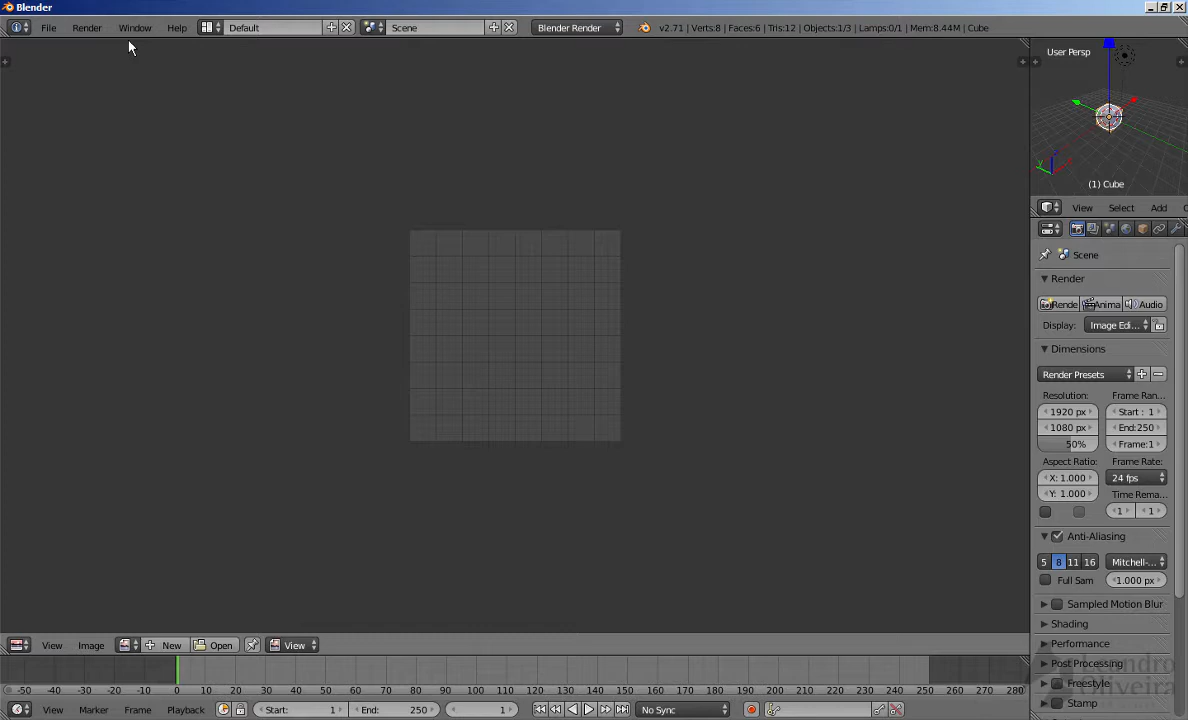 Blender
File Render Window Help Default Scene Blender Render v2.71 | Verts:8 | Faces:6 | Tris:12 | Objects:1/3 | Lamps:0/1 | Mem:8.44M | Cube
User Persp
z
y
(1) Cube
View Select Add C
Scene
Render
Rende Anima Audio
Display: Image Edi...
Dimensions
Render Presets
Resolution: Frame Ran...
1920 px Start : 1
1080 px End:250
50% Frame:1
Aspect Ratio: Frame Rate:
X: 1.000 24 fps
Y: 1.000 Time Rema...
1 1
Anti-Aliasing
5 8 11 16 Mitchell-...
Full Sam 1.000 px
Sampled Motion Blur
Shading
Performance
Post Processing
Freestyle
Stamp
Leandro
Oliveira
View Image New Open View
-50 -40 -30 -20 -10 0 10 20 30 40 50 60 70 80 90 100 110 120 130 140 150 160 170 180 190 200 210 220 230 240 250 260 270 280
View Marker Frame Playback Start: 1 End: 250 1 No Sync